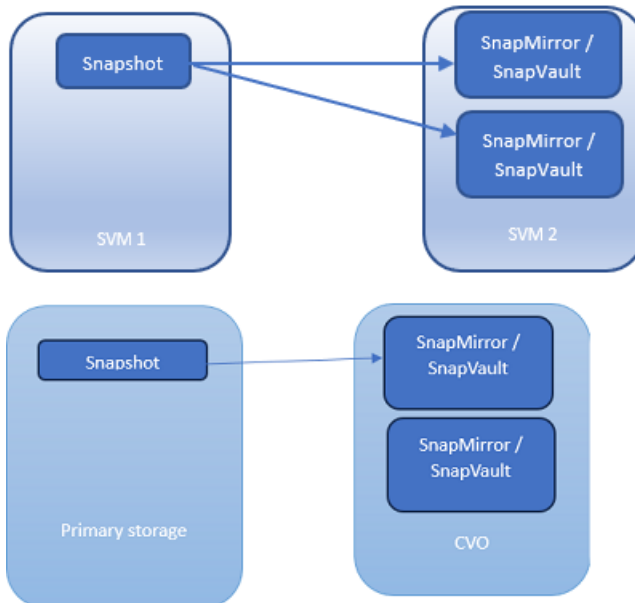 Snapshot
SnapMirror /
SnapVault
SnapMirror /
SnapVault
SVM 1
SVM 2
Snapshot
SnapMirror /
SnapVault
SnapMirror /
SnapVault
Primary storage
CVO